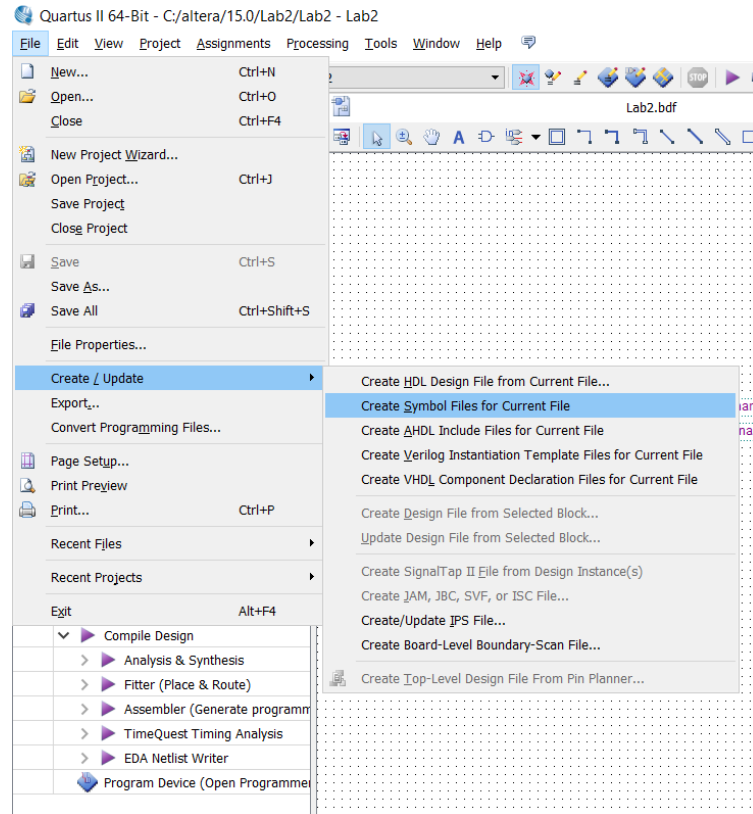 Quartus II 64-Bit - C:/altera/15.0/Lab2/Lab2 - Lab2
File Edit View Project Assignments Processing Tools Window Help
New... Ctrl+N
Open... Ctrl+O
Close Ctrl+F4
New Project Wizard...
Open Project... Ctrl+J
Save Project
Close Project
Save Ctrl+S
Save As...
Save All Ctrl+Shift+S
File Properties...
Create / Update
Export...
Convert Programming Files...
Page Setup...
Print Preview
Print... Ctrl+P
Recent Files
Recent Projects
Exit Alt+F4
STOP
Lab2.bdf
A
Create HDL Design File from Current File...
Create Symbol Files for Current File
Create AHDL Include Files for Current File
Create Verilog Instantiation Template Files for Current File
Create VHDL Component Declaration Files for Current File
Create Design File from Selected Block...
Update Design File from Selected Block...
Create SignalTap II File from Design Instance(s)
Create JAM, JBC, SVF, or ISC File...
Create/Update IPS File...
Create Board-Level Boundary-Scan File...
Create Top-Level Design File From Pin Planner...
Compile Design
Analysis & Synthesis
Fitter (Place & Route)
Assembler (Generate programm
TimeQuest Timing Analysis
EDA Netlist Writer
Program Device (Open Programmer